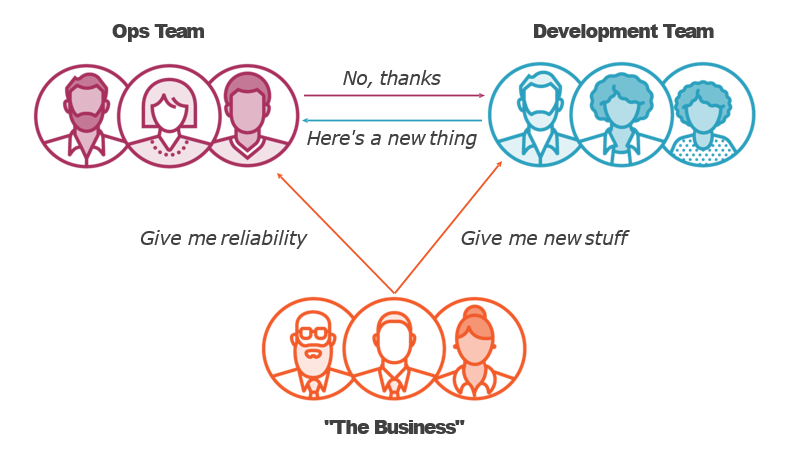 Ops Team
Development Team
No, thanks
Here's a new thing
Give me reliability
Give me new stuff
"The Business"